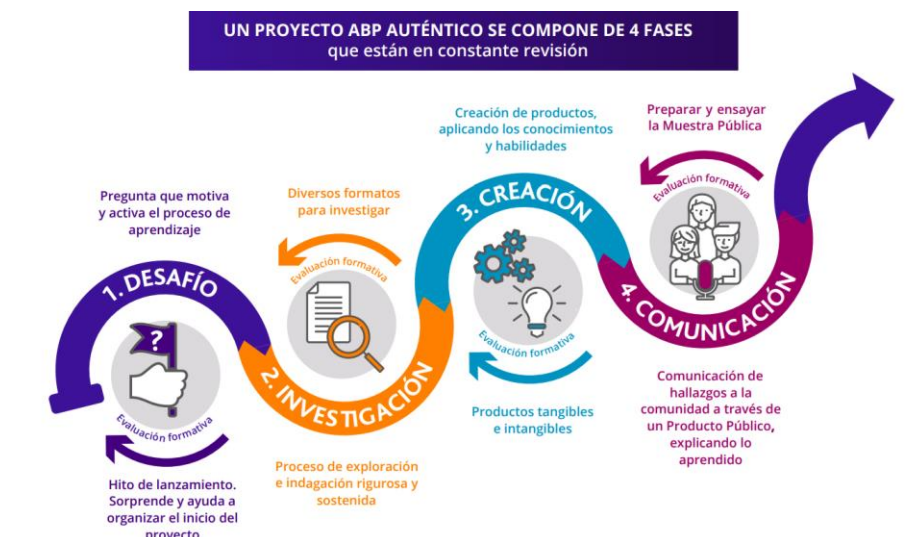 UN PROYECTO ABP AUTÉNTICO SE COMPONE DE 4 FASES
que están en constante revisión
Pregunta que motiva
y activa el proceso de
aprendizaje
1. DESAFÍO
?
Evaluación formativa
Hito de lanzamiento.
Sorprende y ayuda a
organizar el inicio del
proyecto
Diversos formatos
para investigar
Evaluación formativa
2. INVESTIGACIÓN
Proceso de exploración
e indagación rigurosa y
sostenida
Creación de productos,
aplicando los conocimientos
y habilidades
3. CREACIÓN
Evaluación formativa
Productos tangibles
e intangibles
Preparar y ensayar
la Muestra Pública
Evaluación formativa
4. COMUNICACIÓN
Comunicación de
hallazgos a la
comunidad a través de
un Producto Público,
explicando lo
aprendido